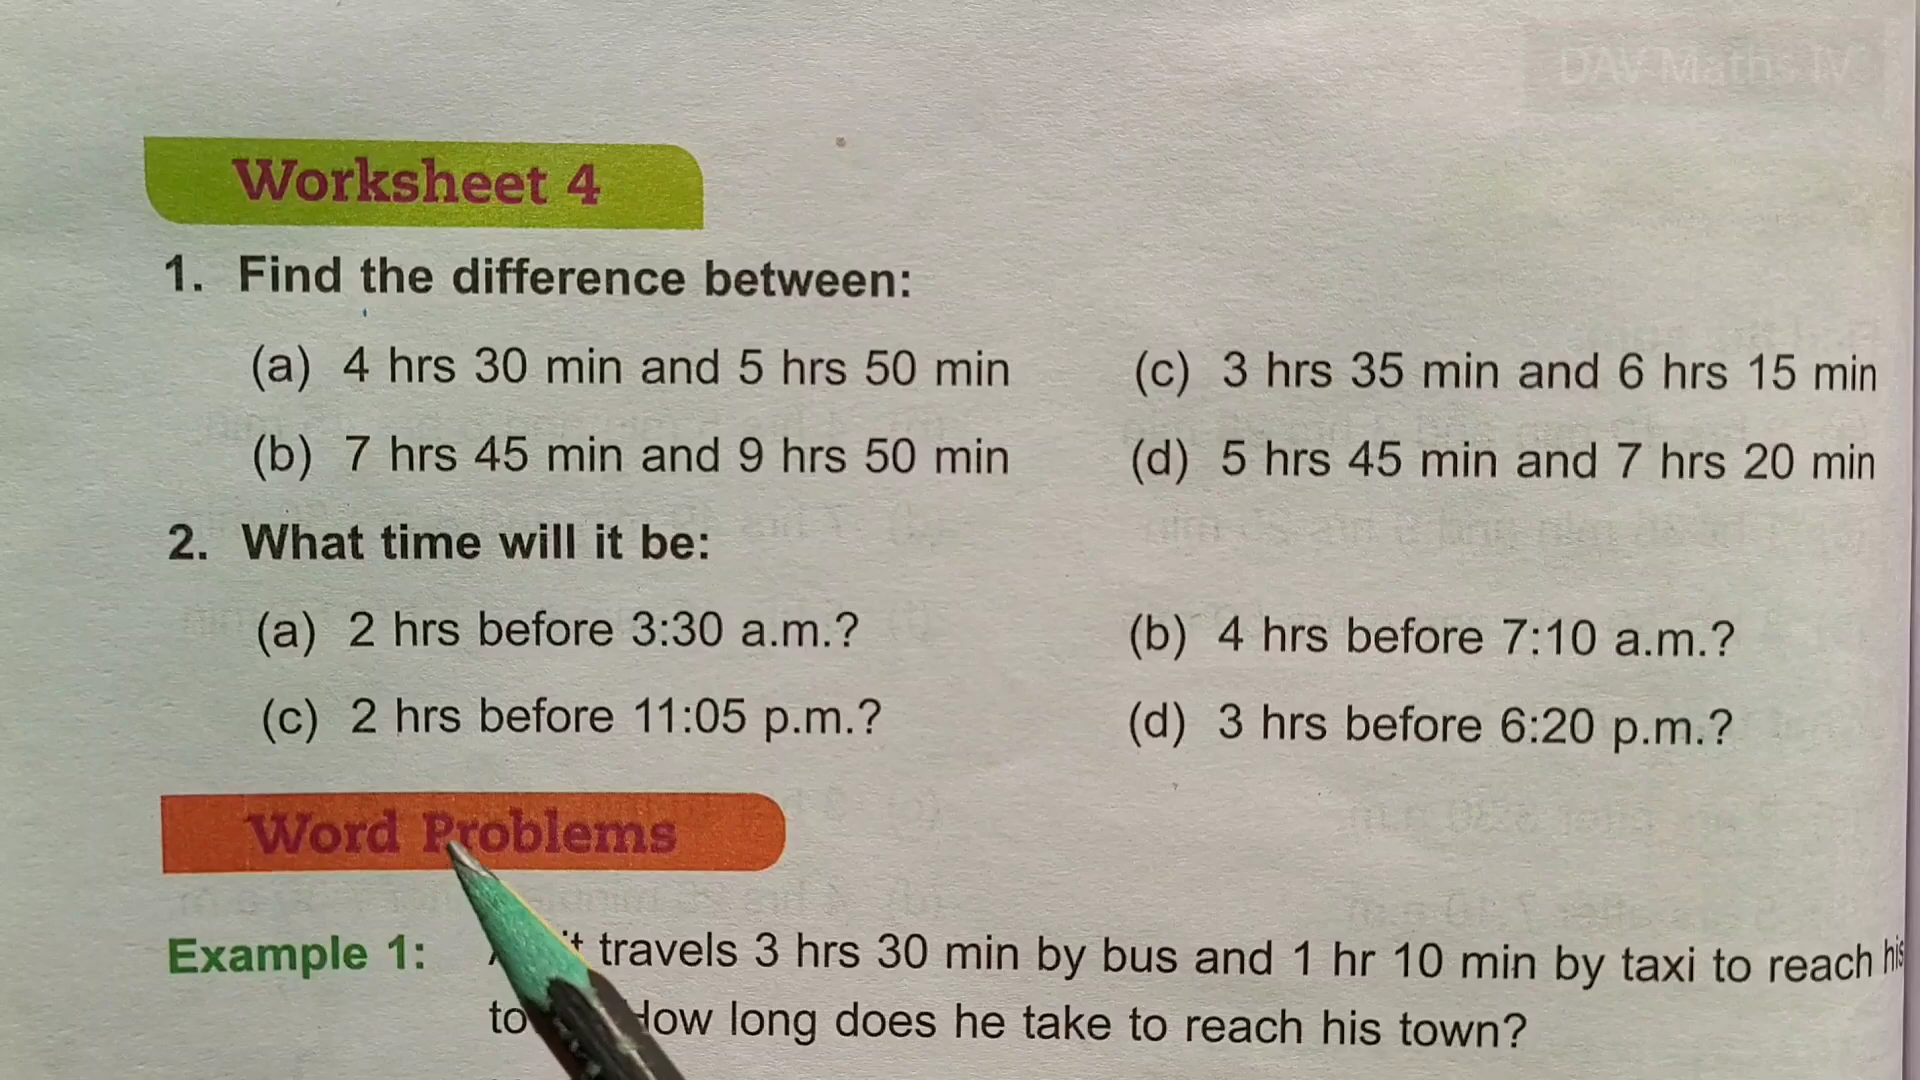 DAV Maths IV
Worksheet 4
1. Find the difference between:
(a) 4 hrs 30 min and 5 hrs 50 min
(c) 3 hrs 35 min and 6 hrs 15 min
(b) 7 hrs 45 min and 9 hrs 50 min
(d) 5 hrs 45 min and 7 hrs 20 min
2. What time will it be:
(a) 2 hrs before 3:30 a.m.?
(b) 4 hrs before 7:10 a.m.?
(c) 2 hrs before 11:05 p.m.?
(d) 3 hrs before 6:20 p.m.?
Word Problems
Example 1: travels 3 hrs 30 min by bus and 1 hr 10 min by taxi to reach his
How long does he take to reach his town?